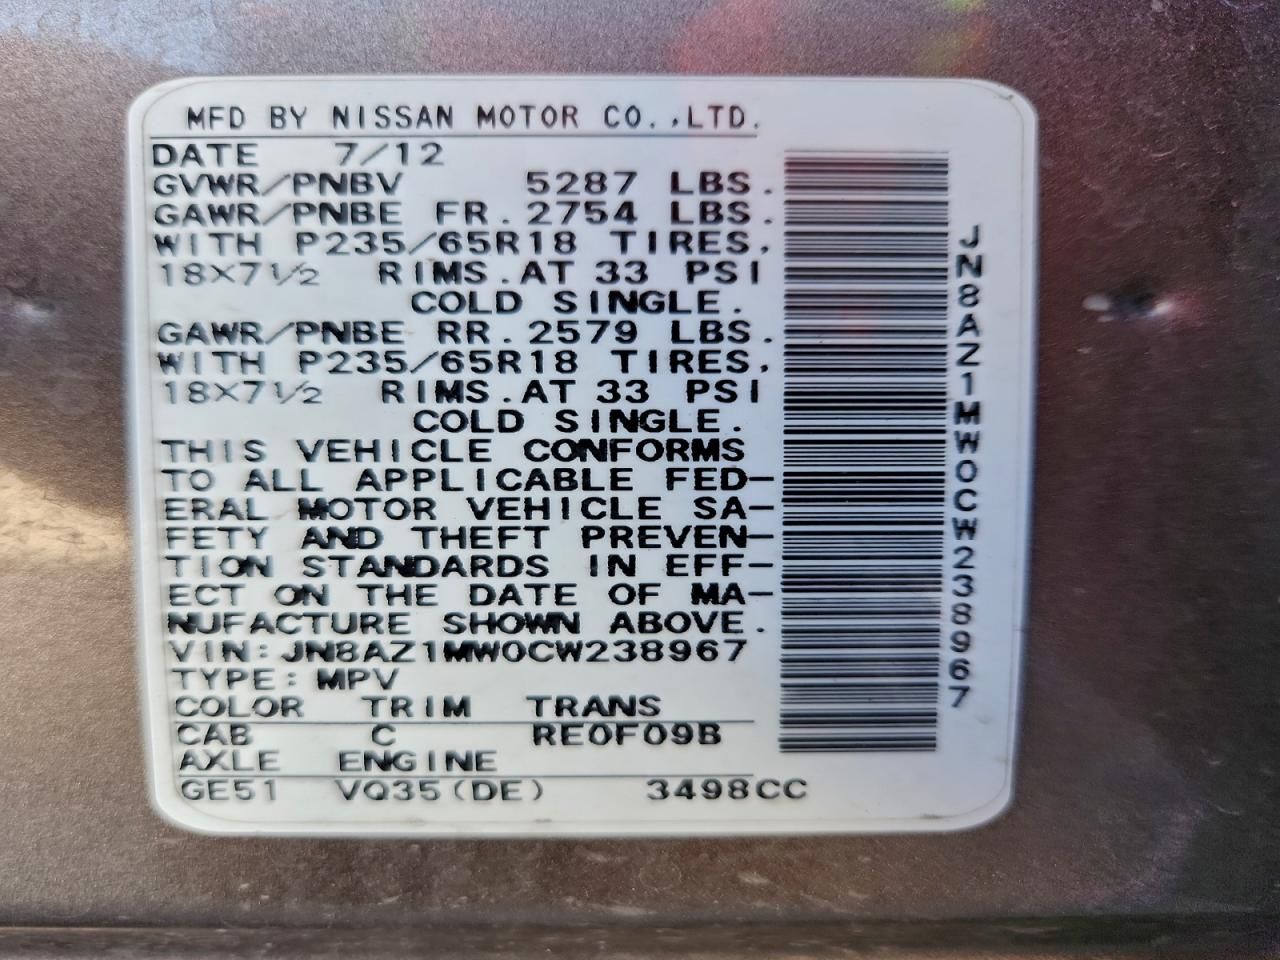 MFD BY NISSAN MOTOR CO.,LTD.
DATE 7/12
GVWR/PNBV 5287 LBS.
GAWR/PNBE FR. 2754 LBS.
WITH P235/65R18 TIRES,
18X7 1/2 RIMS. AT 33 PSI
COLD SINGLE.
GAWR/PNBE RR. 2579 LBS.
WITH P235/65R18 TIRES,
18X7 1/2 RIMS. AT 33 PSI
COLD SINGLE.
THIS VEHICLE CONFORMS
TO ALL APPLICABLE FED-
ERAL MOTOR VEHICLE SA-
FETY AND THEFT PREVEN-
TION STANDARDS IN EFF-
ECT ON THE DATE OF MA-
NUFACTURE SHOWN ABOVE.
VIN: JN8AZ1MW0CW238967
TYPE: MPV
COLOR TRIM TRANS
CAB C RE0F09B
AXLE ENGINE
GE51 VQ35(DE) 3498CC
JN8AZ1MW0CW238967